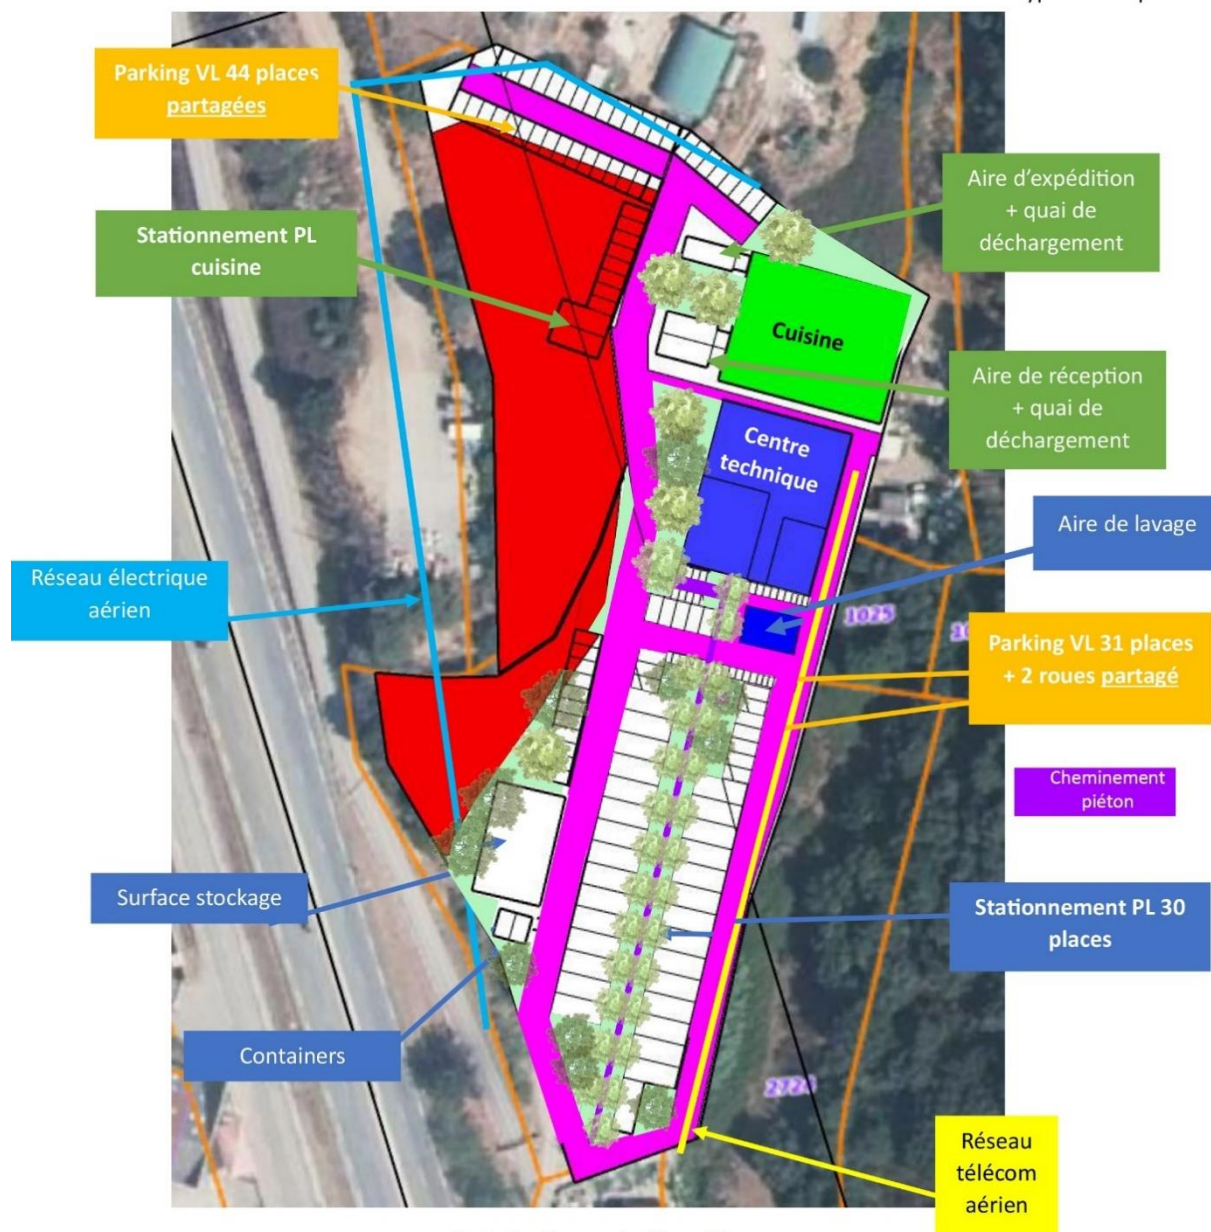 Parking VL 44 places
partagées
Stationnement PL
cuisine
Aire d'expédition
+ quai de
déchargement
Cuisine
Aire de réception
+ quai de
déchargement
Centre
technique
Aire de lavage
Réseau électrique
aérien
1025
Parking VL 31 places
+ 2 roues partagé
Cheminement
piéton
Surface stockage
Stationnement PL 30
places
Containers
2724
Réseau
télécom
aérien